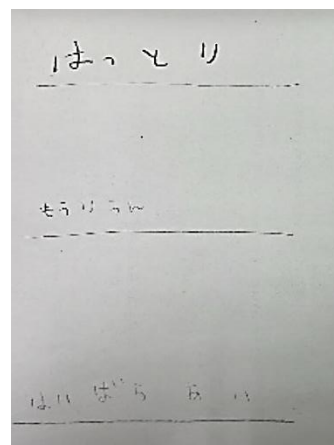 はっとり
もうりらん
はいばら あい